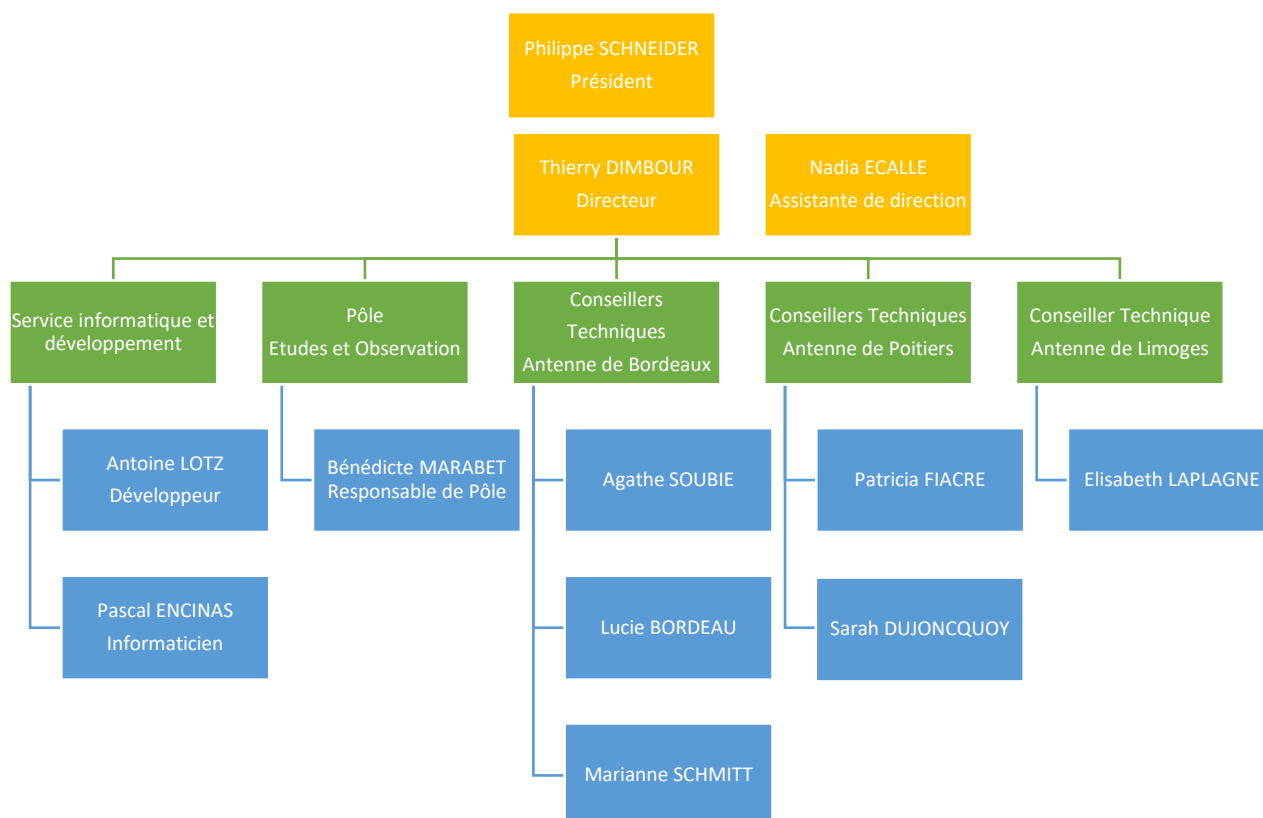 Philippe SCHNEIDER
Président
Thierry DIMBOUR
Directeur
Nadia ECALLE
Assistante de direction
Service informatique et
développement
Pôle
Etudes et Observation
Conseillers
Techniques
Antenne de Bordeaux
Conseillers Techniques
Antenne de Poitiers
Conseiller Technique
Antenne de Limoges
Antoine LOTZ
Développeur
Bénédicte MARABET
Responsable de Pôle
Agathe SOUBIE
Patricia FIACRE
Elisabeth LAPLAGNE
Pascal ENCINAS
Informaticien
Lucie BORDEAU
Sarah DUJONCQUOY
Marianne SCHMITT